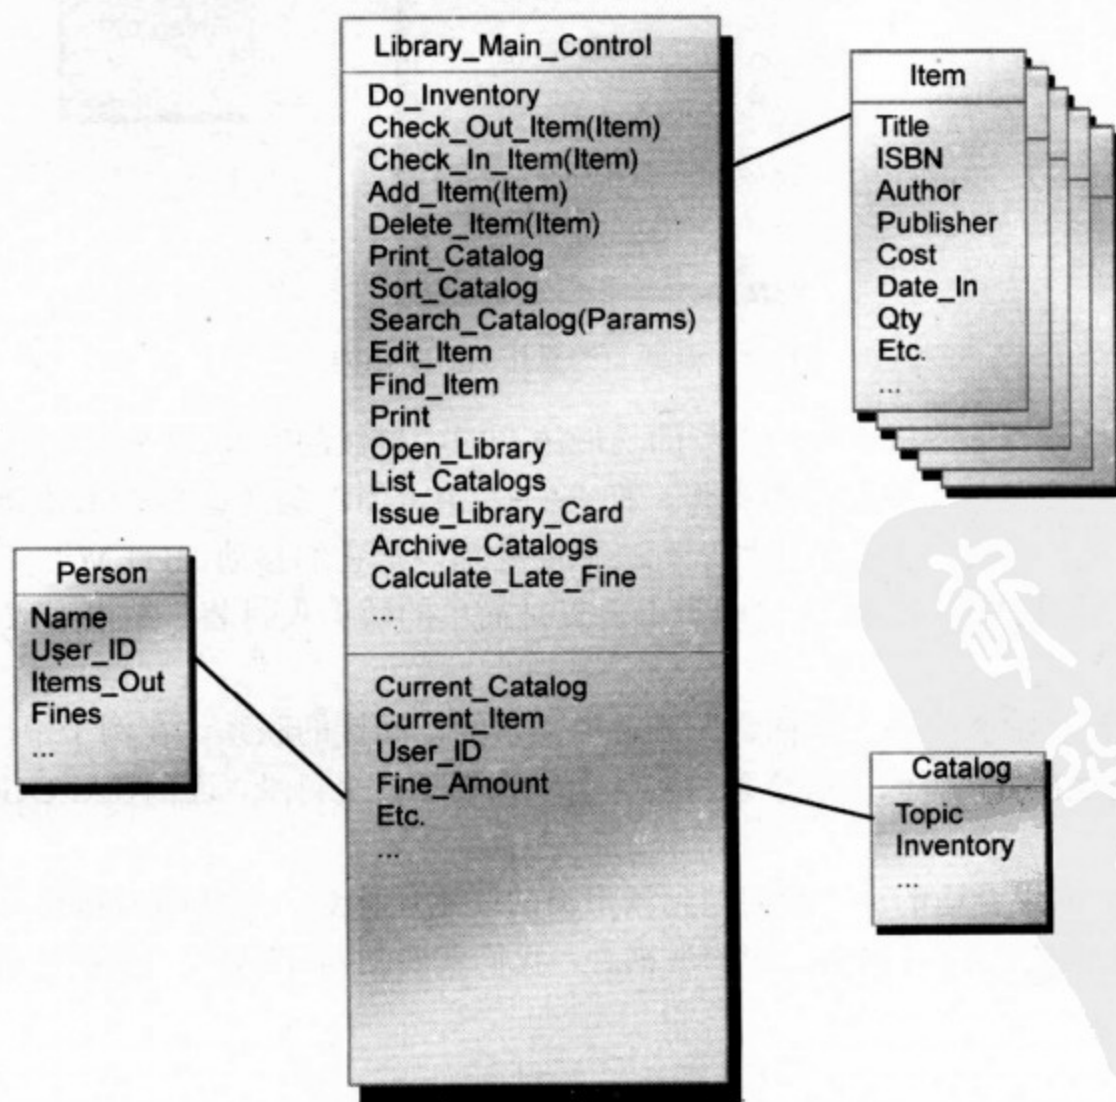 Library_Main_Control
Do_Inventory
Check_Out_Item(Item)
Check_In_Item(Item)
Add_Item(Item)
Delete_Item(Item)
Print_Catalog
Sort_Catalog
Search_Catalog(Params)
Edit_Item
Find_Item
Print
Open_Library
List_Catalogs
Issue_Library_Card
Archive_Catalogs
Calculate_Late_Fine
...
Current_Catalog
Current_Item
User_ID
Fine_Amount
Etc.
...
Item
Title
ISBN
Author
Publisher
Cost
Date_In
Qty
Etc.
...
Person
Name
User_ID
Items_Out
Fines
...
Catalog
Topic
Inventory
...